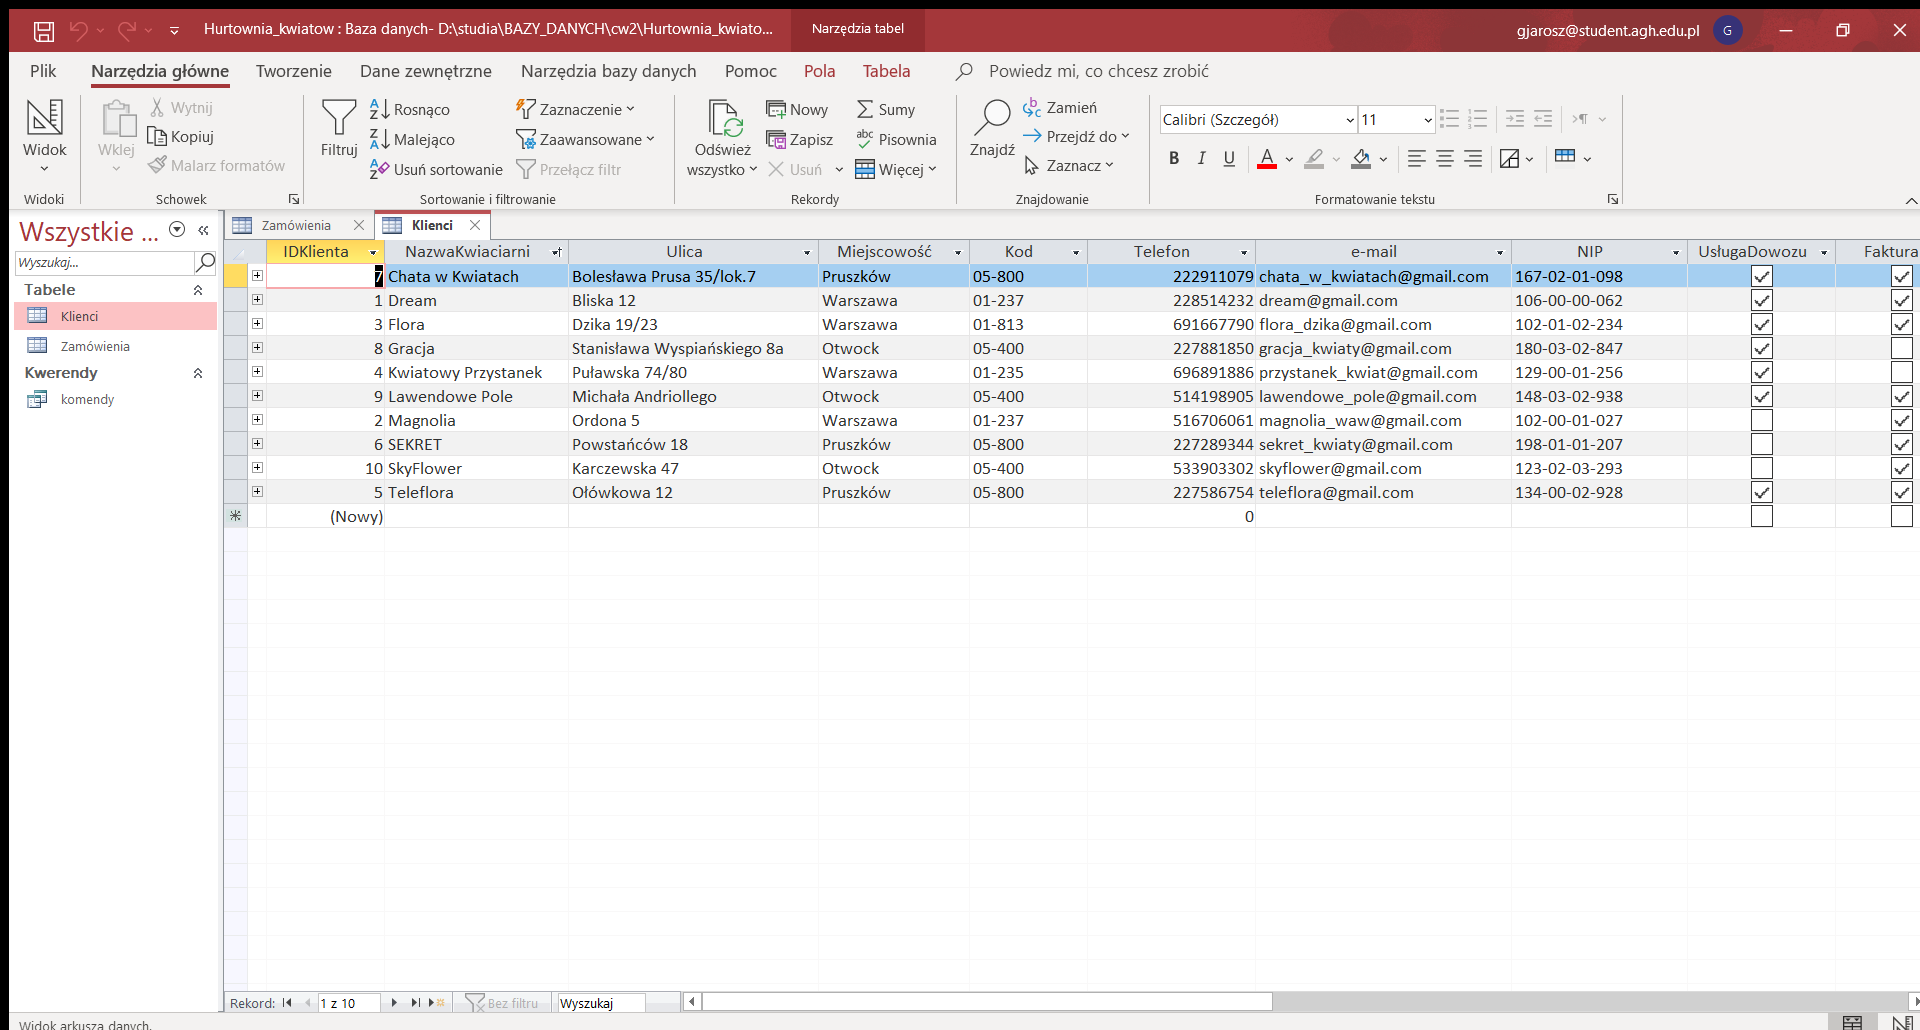 Hurtownia_kwiatow : Baza danych- D:\studia\BAZY_DANYCH\cw2\Hurtownia_kwiato... Narzędzia tabel gjarosz@student.agh.edu.pl G
Plik Narzędzia główne Tworzenie Dane zewnętrzne Narzędzia bazy danych Pomoc Pola Tabela Powiedz mi, co chcesz zrobić
Widok
Widoki
Wklej
Wytnij
Kopiuj
Malarz formatów
Schowek
Filtruj
Rosnąco
Malejąco
Usuń sortowanie
Zaznaczenie
Zaawansowane
Przełącz filtr
Sortowanie i filtrowanie
Odśwież
wszystko
Nowy
Zapisz
Usuń
Sumy
Pisownia
Więcej
Rekordy
Znajdź
Zamień
Przejdź do
Zaznacz
Znajdowanie
Calibri (Szczegół) 11
B I U A
Formatowanie tekstu
Wszystkie ...
Wyszukaj...
Tabele
Klienci
Zamówienia
Kwerendy
komendy
Zamówienia Klienci
IDKlienta NazwaKwiaciarni Ulica Miejscowość Kod Telefon e-mail NIP UsługaDowozu Faktura
7 Chata w Kwiatach Bolesława Prusa 35/lok.7 Pruszków 05-800 222911079 chata_w_kwiatach@gmail.com 167-02-01-098
1 Dream Bliska 12 Warszawa 01-237 228514232 dream@gmail.com 106-00-00-062
3 Flora Dzika 19/23 Warszawa 01-813 691667790 flora_dzika@gmail.com 102-01-02-234
8 Gracja Stanisława Wyspiańskiego 8a Otwock 05-400 227881850 gracja_kwiaty@gmail.com 180-03-02-847
4 Kwiatowy Przystanek Puławska 74/80 Warszawa 01-235 696891886 przystanek_kwiat@gmail.com 129-00-01-256
9 Lawendowe Pole Michała Andriollego Otwock 05-400 514198905 lawendowe_pole@gmail.com 148-03-02-938
2 Magnolia Ordona 5 Warszawa 01-237 516706061 magnolia_waw@gmail.com 102-00-01-027
6 SEKRET Powstańców 18 Pruszków 05-800 227289344 sekret_kwiaty@gmail.com 198-01-01-207
10 SkyFlower Karczewska 47 Otwock 05-400 533903302 skyflower@gmail.com 123-02-03-293
5 Teleflora Ołówkowa 12 Pruszków 05-800 227586754 teleflora@gmail.com 134-00-02-928
(Nowy) 0
Rekord: 1 z 10 Bez filtru Wyszukaj
Widok arkusza danych.